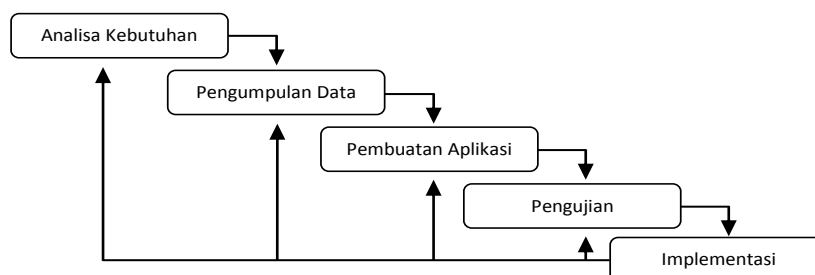 Analisa Kebutuhan
Pengumpulan Data
Pembuatan Aplikasi
Pengujian
Implementasi